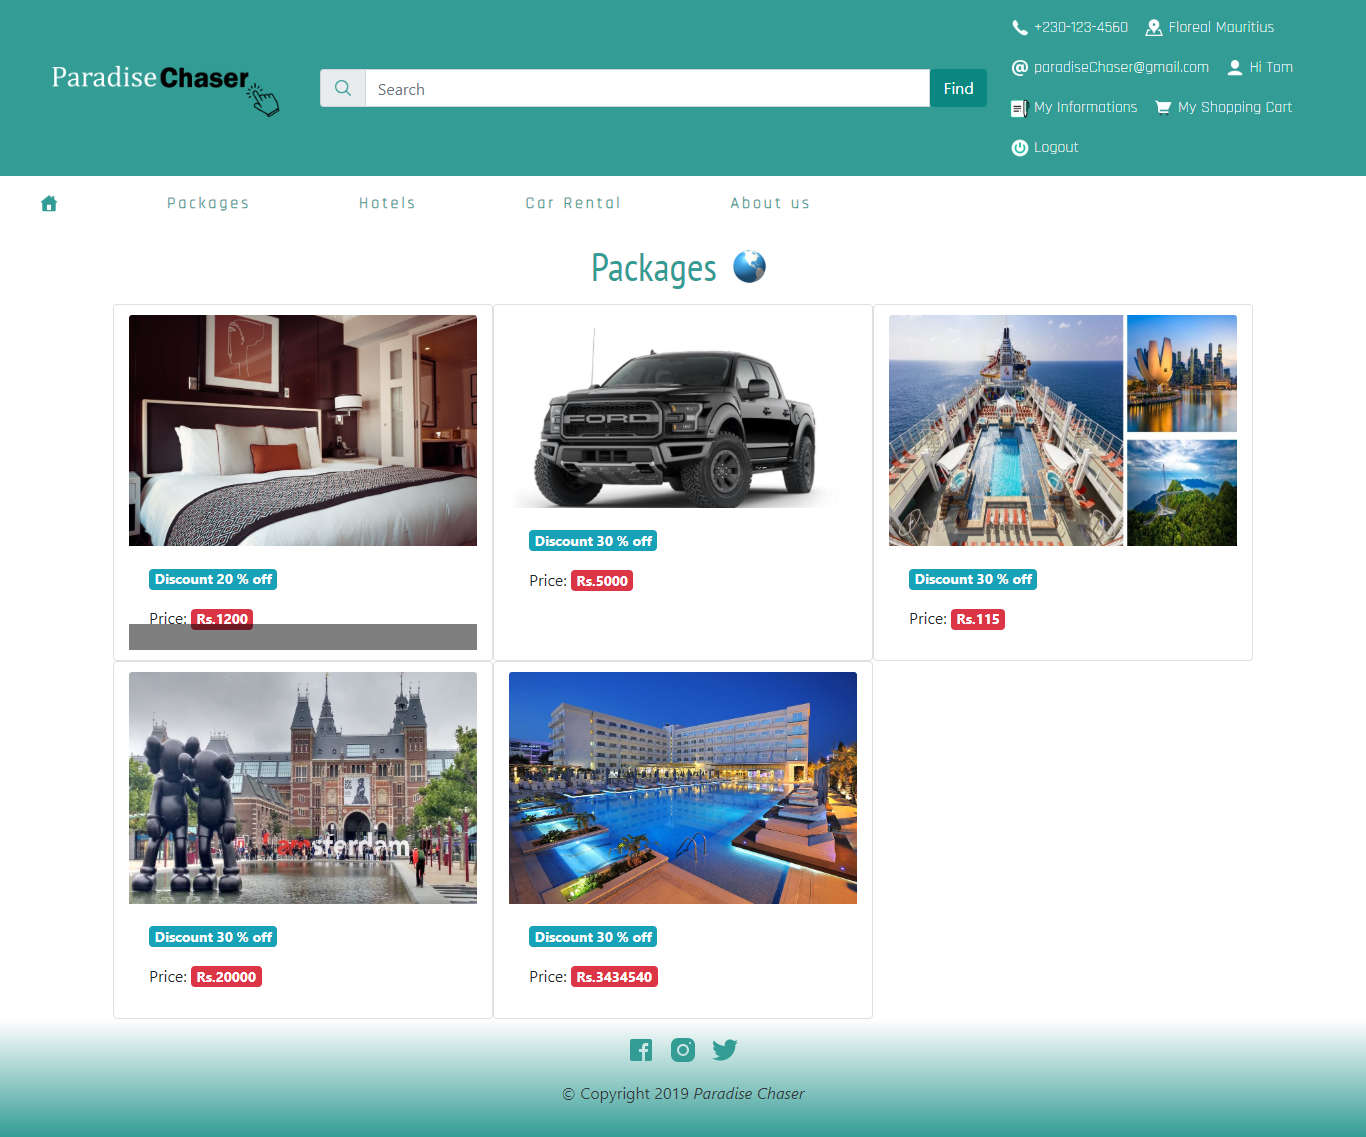 +230-123-4560 Floreal Mauritius
ParadiseChaser
Search
Find
paradiseChaser@gmail.com Hi Tom
My Informations My Shopping Cart
Logout
Packages Hotels Car Rental About us
Packages
FORD
Discount 20 % off
Price: Rs.1200
Discount 30 % off
Price: Rs.5000
Discount 30 % off
Price: Rs.115
amsterdam
Discount 30 % off
Price: Rs.20000
Discount 30 % off
Price: Rs.3434540
© Copyright 2019 Paradise Chaser